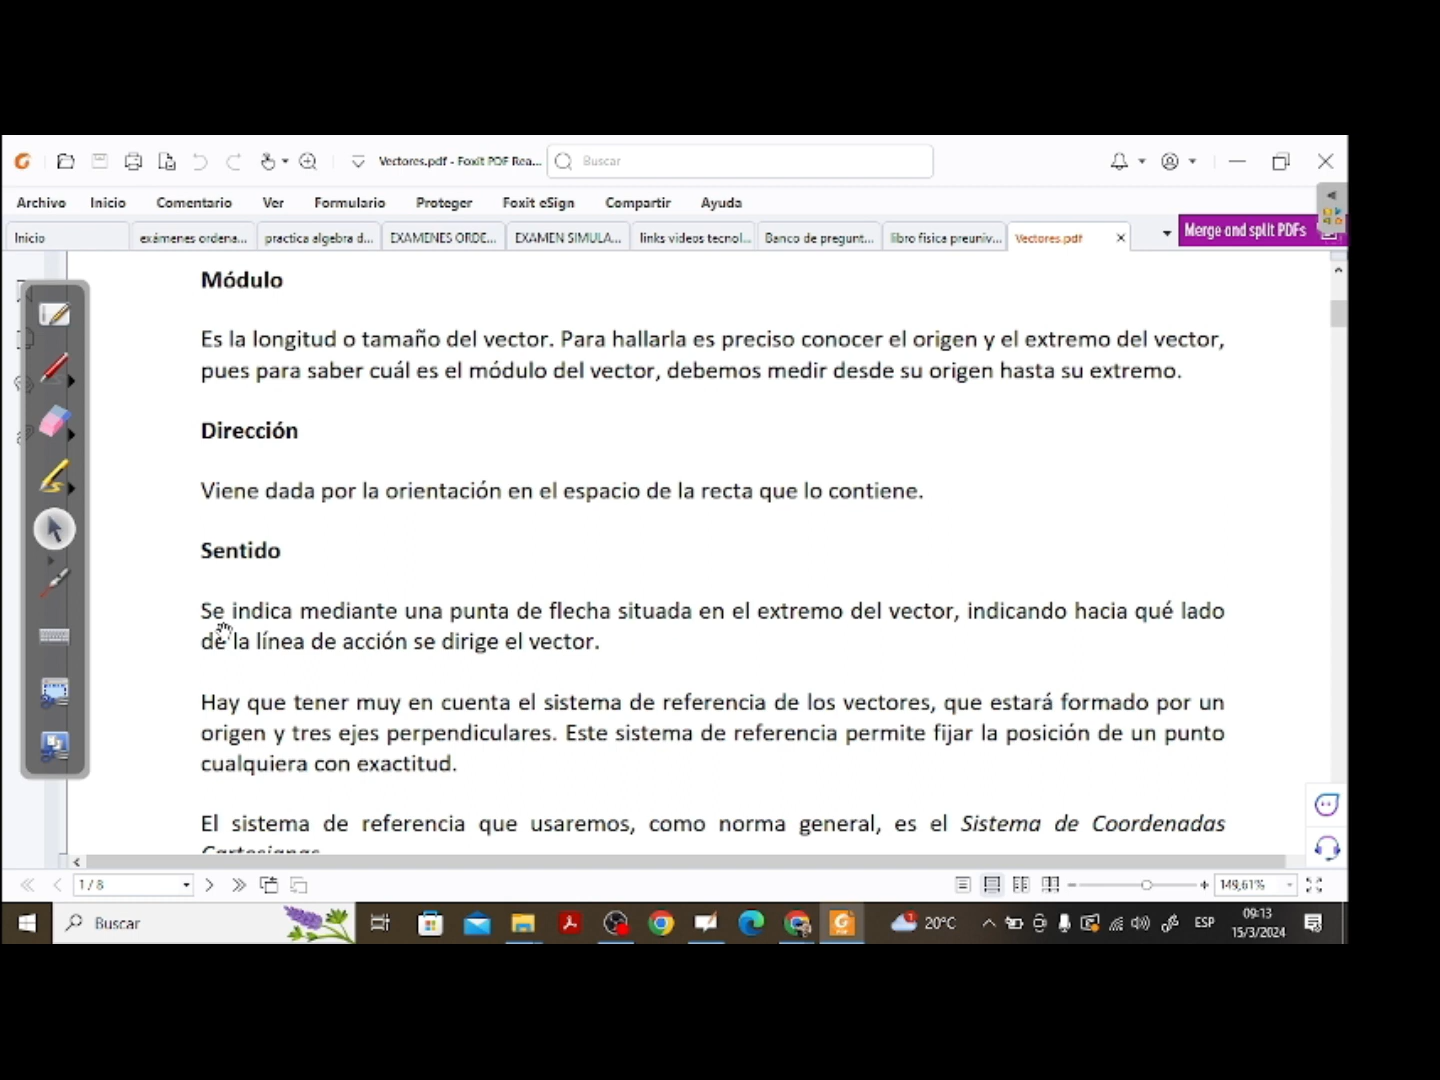 Vectores.pdf - Foxit PDF Rea...
Buscar
Archivo Inicio Comentario Ver Formulario Proteger Foxit eSign Compartir Ayuda
Inicio exámenes ordena... practica algebra d... EXAMENES ORDE... EXAMEN SIMULA... links videos tecnol... Banco de pregunt... libro fisica preuniv... Vectores.pdf Merge and split PDFs
Módulo
Es la longitud o tamaño del vector. Para hallarla es preciso conocer el origen y el extremo del vector,
pues para saber cuál es el módulo del vector, debemos medir desde su origen hasta su extremo.
Dirección
Viene dada por la orientación en el espacio de la recta que lo contiene.
Sentido
Se indica mediante una punta de flecha situada en el extremo del vector, indicando hacia qué lado
de la línea de acción se dirige el vector.
Hay que tener muy en cuenta el sistema de referencia de los vectores, que estará formado por un
origen y tres ejes perpendiculares. Este sistema de referencia permite fijar la posición de un punto
cualquiera con exactitud.
El sistema de referencia que usaremos, como norma general, es el Sistema de Coordenadas
Cartesianas
1 / 8
149,61%
Buscar
20°C
ESP
09:13
15/3/2024